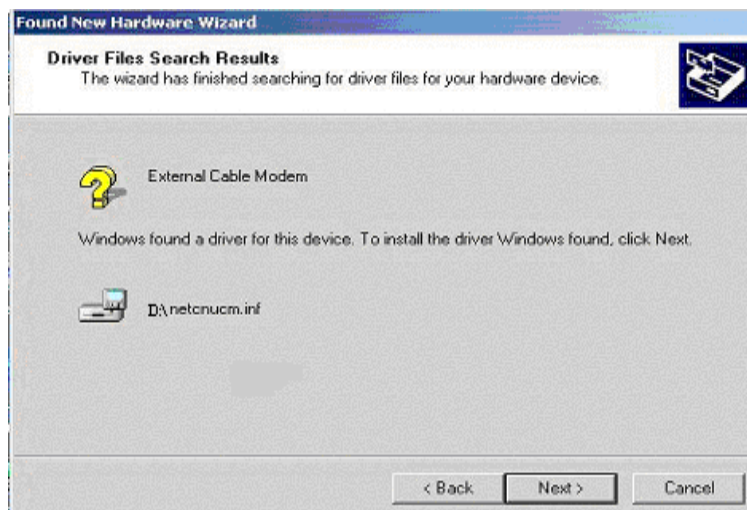 Found New Hardware Wizard
Driver Files Search Results
The wizard has finished searching for driver files for your hardware device.
External Cable Modem
Windows found a driver for this device. To install the driver Windows found, click Next.
D:\netcnucm.inf
< Back Next > Cancel